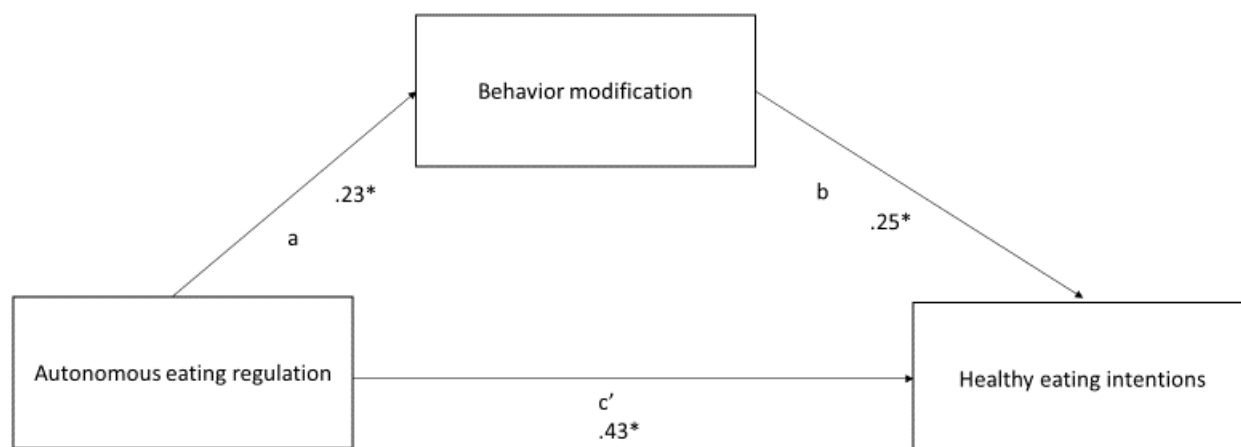 Behavior modification
.23*
b
.25*
a
Autonomous eating regulation
Healthy eating intentions
c’
.43*